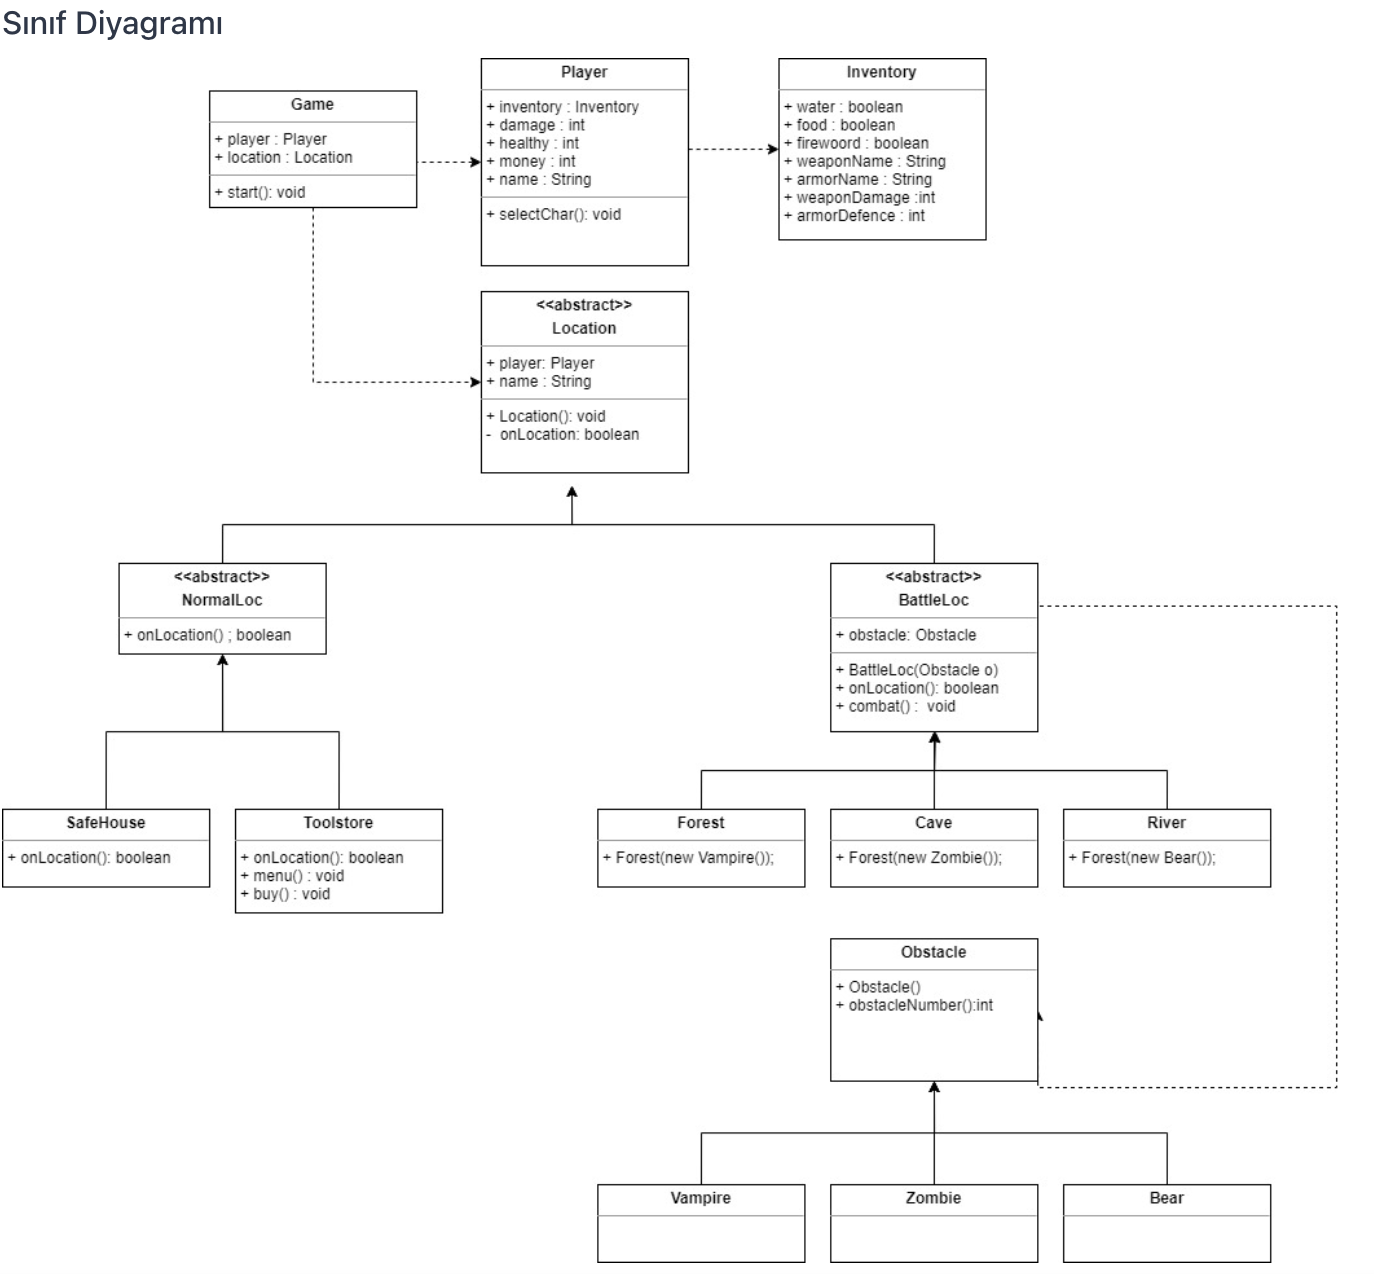 Sınıf Diyagramı
Game
+ player : Player
+ location : Location
+ start(): void
Player
+ inventory : Inventory
+ damage : int
+ healthy : int
+ money : int
+ name : String
+ selectChar(): void
Inventory
+ water : boolean
+ food : boolean
+ firewoord : boolean
+ weaponName : String
+ armorName : String
+ weaponDamage :int
+ armorDefence : int
<<abstract>>
Location
+ player: Player
+ name : String
+ Location(): void
- onLocation: boolean
<<abstract>>
NormalLoc
+ onLocation() ; boolean
<<abstract>>
BattleLoc
+ obstacle: Obstacle
+ BattleLoc(Obstacle o)
+ onLocation(): boolean
+ combat() : void
SafeHouse
+ onLocation(): boolean
Toolstore
+ onLocation(): boolean
+ menu() : void
+ buy() : void
Forest
+ Forest(new Vampire());
Cave
+ Forest(new Zombie());
River
+ Forest(new Bear());
Obstacle
+ Obstacle()
+ obstacleNumber():int
Vampire
Zombie
Bear